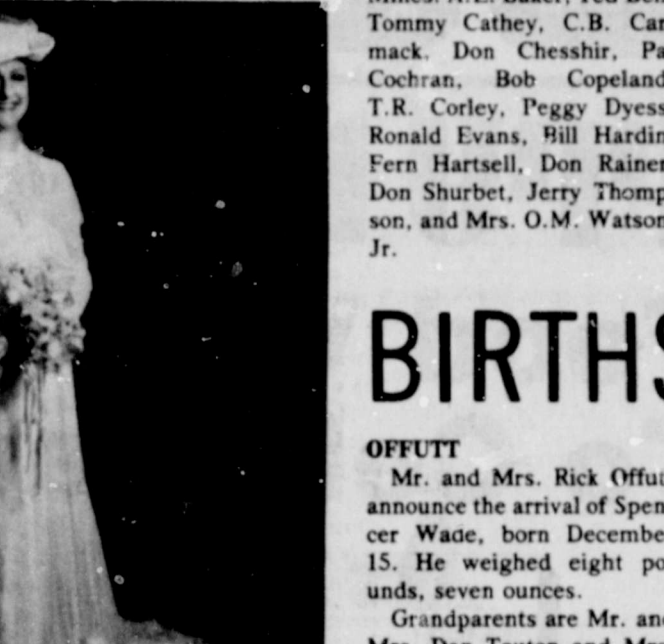 Tommy Cathey, C.B. Car
mack. Don Chesshir, Pa
Cochran, Bob Copeland
T.R. Corley, Peggy Dyess
Ronald Evans, Bill Hardin
Fern Hartsell, Don Rainer
Don Shurbet, Jerry Thomp
son, and Mrs. O.M. Watson
Jr.
BIRTHS
OFFUTT
Mr. and Mrs. Rick Offut
announce the arrival of Spen
cer Wade, born Decembe
15. He weighed eight po
unds, seven ounces.
Grandparents are Mr. and